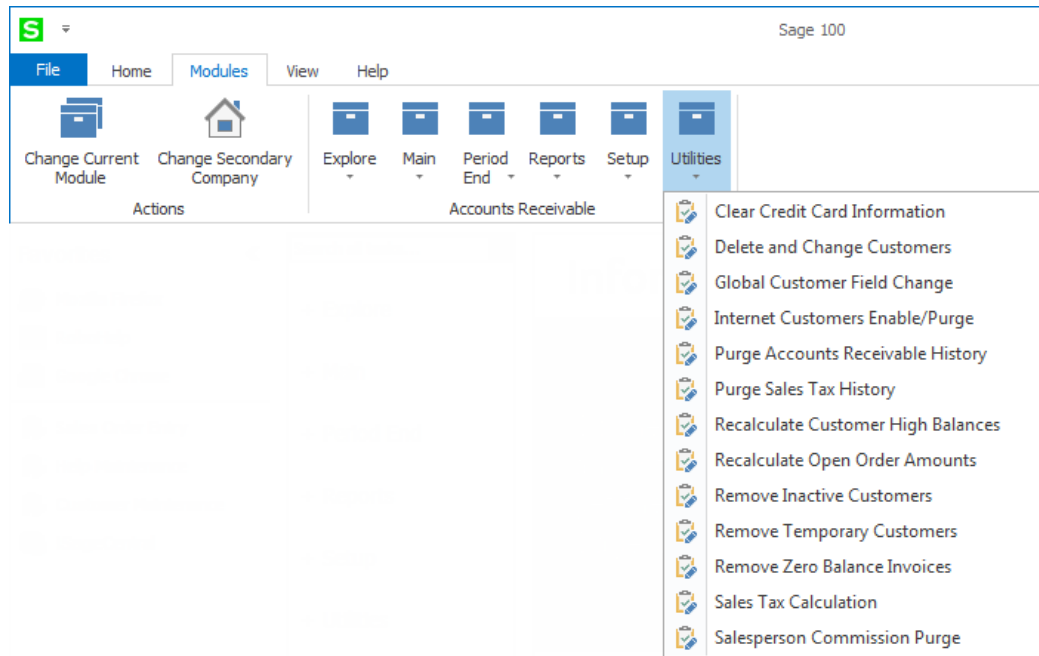 S
Sage 100
File Home Modules View Help
Change Current Module
Change Secondary Company
Explore
Main
Period End
Reports
Setup
Utilities
Actions
Accounts Receivable
Clear Credit Card Information
Delete and Change Customers
Global Customer Field Change
Internet Customers Enable/Purge
Purge Accounts Receivable History
Purge Sales Tax History
Recalculate Customer High Balances
Recalculate Open Order Amounts
Remove Inactive Customers
Remove Temporary Customers
Remove Zero Balance Invoices
Sales Tax Calculation
Salesperson Commission Purge